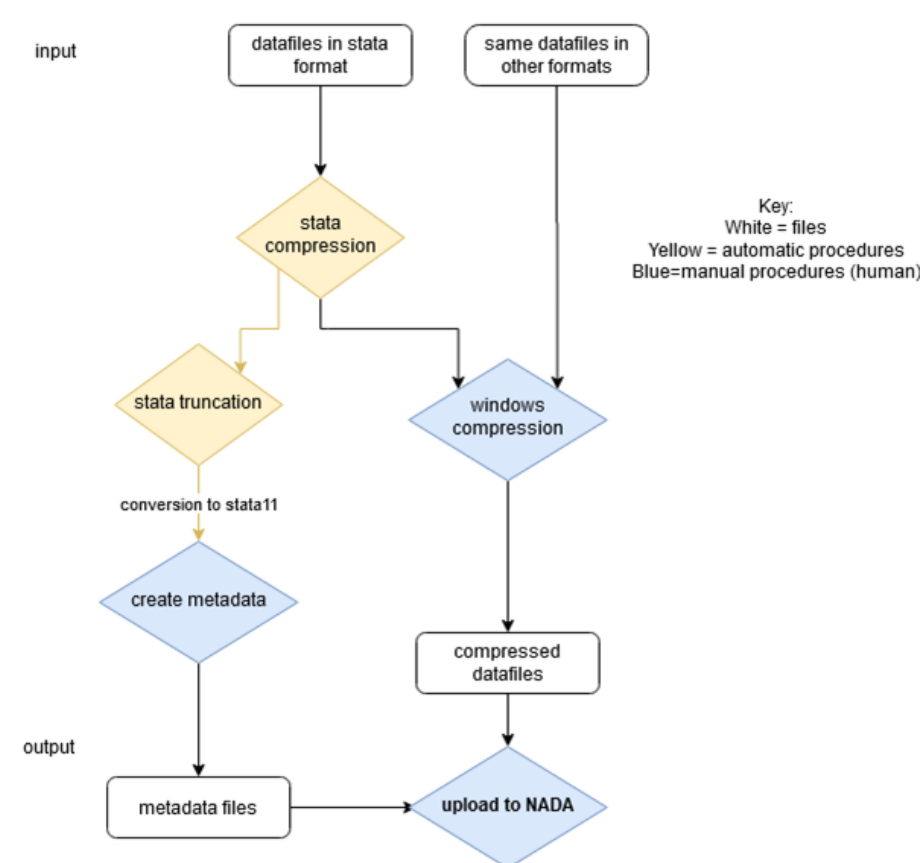 input
datafiles in stata
format
same datafiles in
other formats
stata
compression
Key:
White = files
Yellow = automatic procedures
Blue=manual procedures (human)
stata truncation
windows
compression
conversion to stata11
create metadata
compressed
datafiles
output
metadata files
upload to NADA